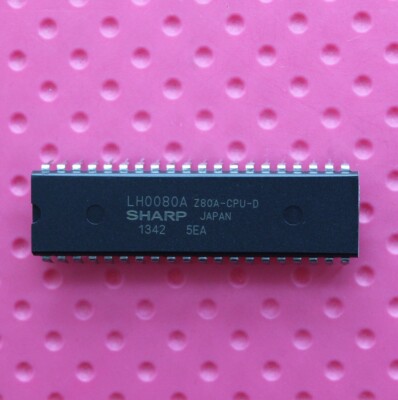 LH0080A Z80A-CPU-D
SHARP JAPAN
1342 5EA